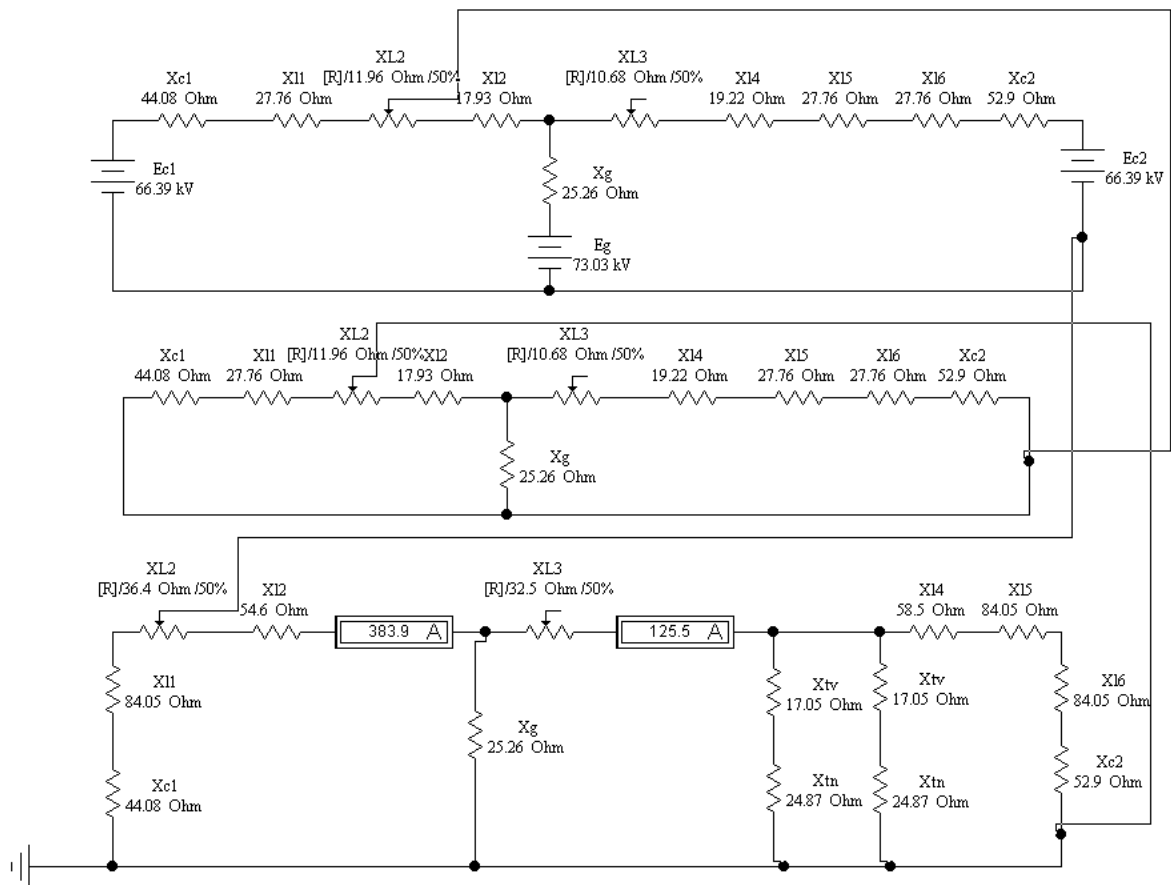 XL2
[R]/11.96 Ohm /50%
XL3
[R]/10.68 Ohm /50%
Xc1
44.08 Ohm
Xl1
27.76 Ohm
Xl2
17.93 Ohm
Xl4
19.22 Ohm
Xl5
27.76 Ohm
Xl6
27.76 Ohm
Xc2
52.9 Ohm
Ec1
66.39 kV
Xg
25.26 Ohm
Eg
73.03 kV
Ec2
66.39 kV
XL2
[R]/11.96 Ohm /50%
XL3
[R]/10.68 Ohm /50%
Xc1
44.08 Ohm
Xl1
27.76 Ohm
Xl2
17.93 Ohm
Xl4
19.22 Ohm
Xl5
27.76 Ohm
Xl6
27.76 Ohm
Xc2
52.9 Ohm
Xg
25.26 Ohm
XL2
[R]/36.4 Ohm /50%
Xl2
54.6 Ohm
383.9 A
XL3
[R]/32.5 Ohm /50%
125.5 A
Xl4
58.5 Ohm
Xl5
84.05 Ohm
Xl1
84.05 Ohm
Xc1
44.08 Ohm
Xg
25.26 Ohm
Xtv
17.05 Ohm
Xtn
24.87 Ohm
Xtv
17.05 Ohm
Xtn
24.87 Ohm
Xl6
84.05 Ohm
Xc2
52.9 Ohm